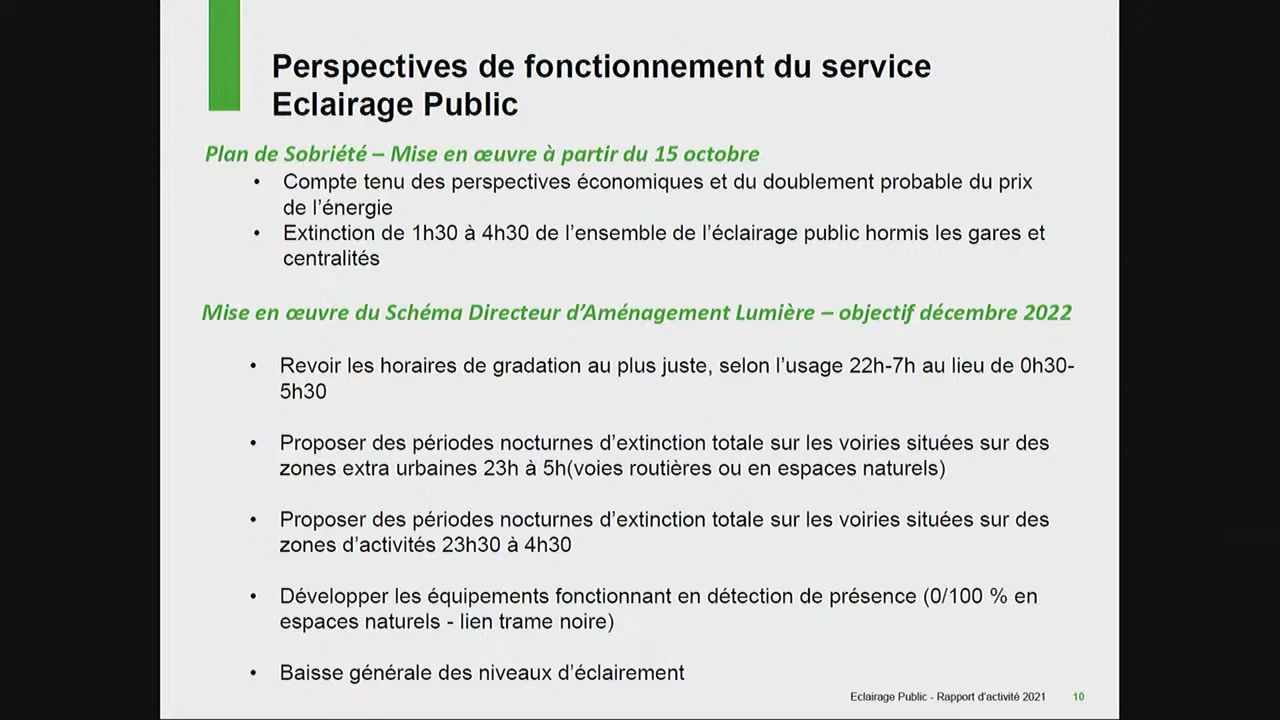 Perspectives de fonctionnement du service
Eclairage Public
Plan de Sobriété – Mise en œuvre à partir du 15 octobre
• Compte tenu des perspectives économiques et du doublement probable du prix
de l'énergie
• Extinction de 1h30 à 4h30 de l'ensemble de l'éclairage public hormis les gares et
centralités
Mise en œuvre du Schéma Directeur d'Aménagement Lumière – objectif décembre 2022
• Revoir les horaires de gradation au plus juste, selon l'usage 22h-7h au lieu de 0h30-
5h30
• Proposer des périodes nocturnes d'extinction totale sur les voiries situées sur des
zones extra urbaines 23h à 5h(voies routières ou en espaces naturels)
• Proposer des périodes nocturnes d'extinction totale sur les voiries situées sur des
zones d'activités 23h30 à 4h30
• Développer les équipements fonctionnant en détection de présence (0/100 % en
espaces naturels - lien trame noire)
• Baisse générale des niveaux d'éclairement
Eclairage Public - Rapport d'activité 2021 10